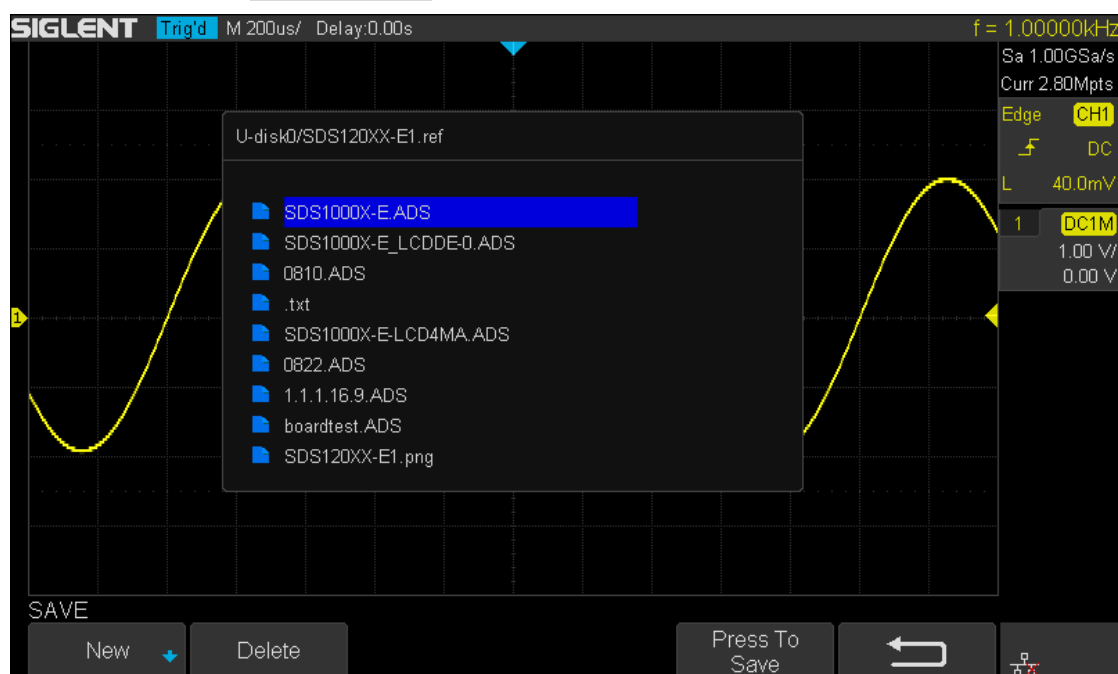 SIGLENT Trig'd M 200us/ Delay:0.00s f = 1.00000kHz
Sa 1.00GSa/s
Curr 2.80Mpts
Edge CH1
DC
L 40.0mV
U-disk0/SDS120XX-E1.ref
SDS1000X-E.ADS
SDS1000X-E_LCDDE-0.ADS
0810.ADS
.txt
SDS1000X-E-LCD4MA.ADS
0822.ADS
1.1.1.16.9.ADS
boardtest.ADS
SDS120XX-E1.png
1 DC1M
1.00 V/
0.00 V
1
SAVE
New
Delete
Press To
Save